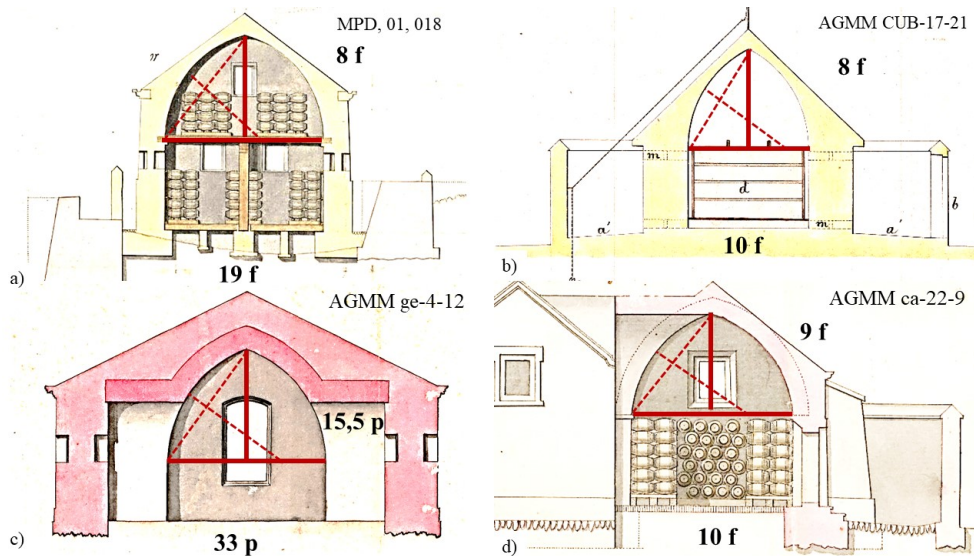 MPD, 01, 018
8 f
19 f
a)
AGMM CUB-17-21
8 f
m
d
b
a'
m
a'
10 f
b)
AGMM ge-4-12
15,5 p
33 p
c)
AGMM ca-22-9
9 f
10 f
d)